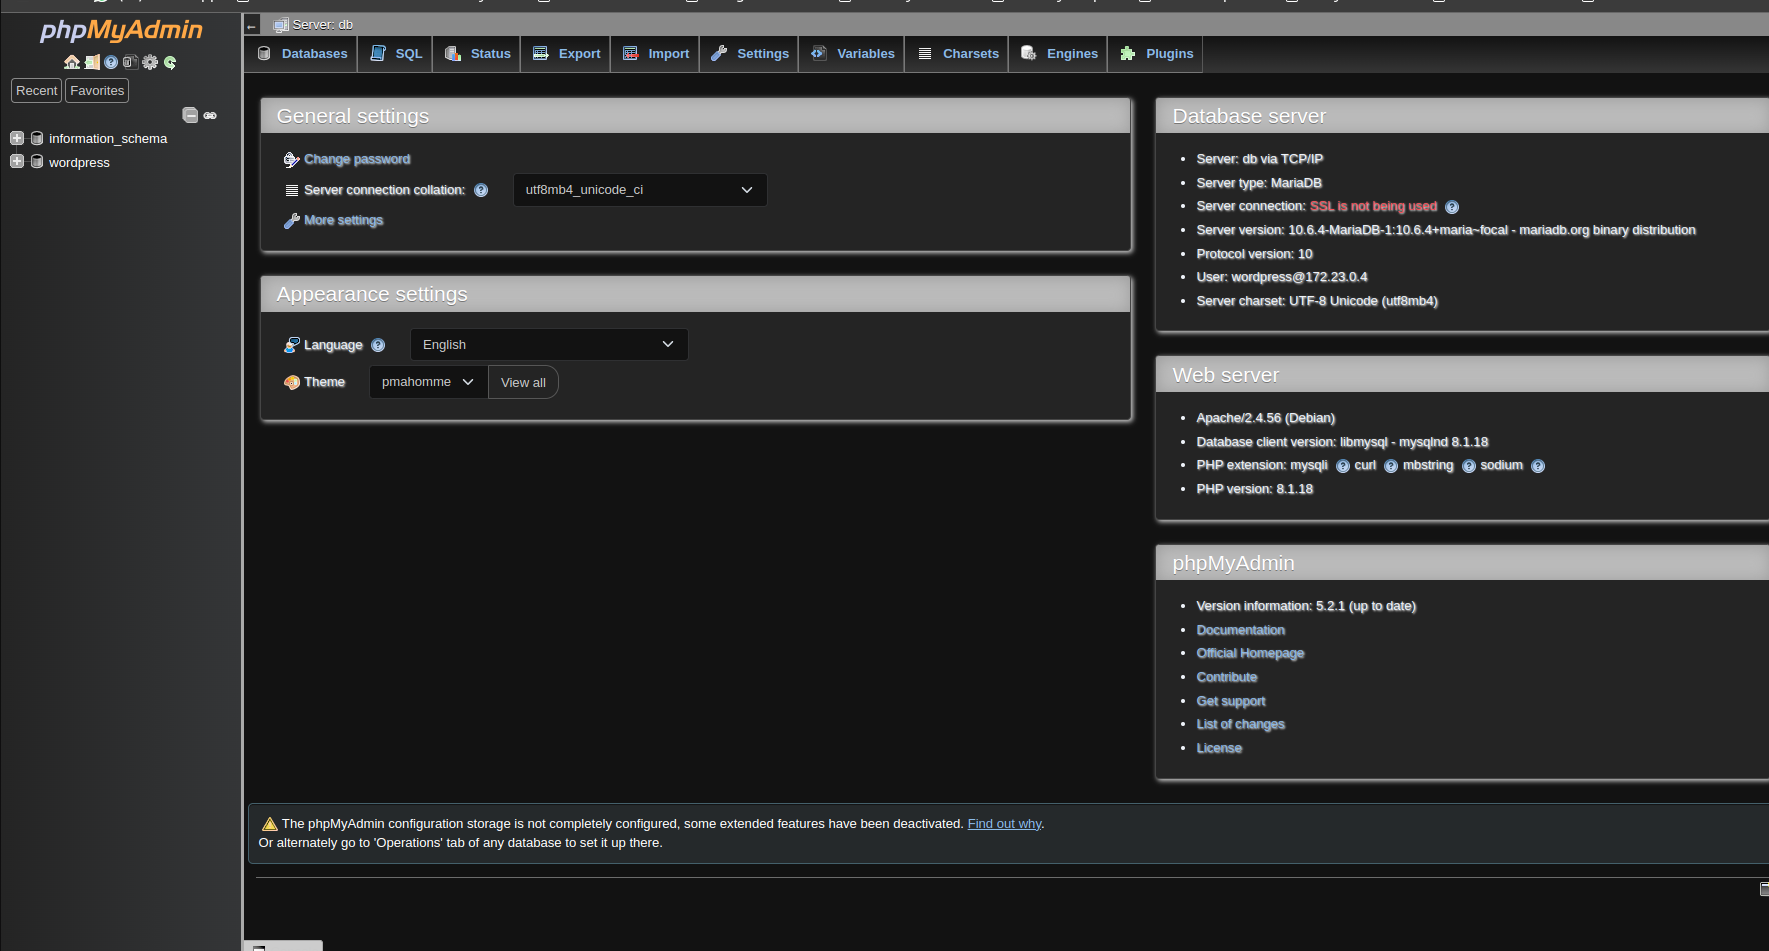 phpMyAdmin
Recent Favorites
information_schema
wordpress
Server: db
Databases SQL Status Export Import Settings Variables Charsets Engines Plugins
General settings
Change password
Server connection collation: utf8mb4_unicode_ci
More settings
Appearance settings
Language English
Theme pmahomme View all
Database server
Server: db via TCP/IP
Server type: MariaDB
Server connection: SSL is not being used
Server version: 10.6.4-MariaDB-1:10.6.4+maria~focal - mariadb.org binary distribution
Protocol version: 10
User: wordpress@172.23.0.4
Server charset: UTF-8 Unicode (utf8mb4)
Web server
Apache/2.4.56 (Debian)
Database client version: libmysql - mysqlnd 8.1.18
PHP extension: mysqli curl mbstring sodium
PHP version: 8.1.18
phpMyAdmin
Version information: 5.2.1 (up to date)
Documentation
Official Homepage
Contribute
Get support
List of changes
License
The phpMyAdmin configuration storage is not completely configured, some extended features have been deactivated. Find out why.
Or alternately go to 'Operations' tab of any database to set it up there.